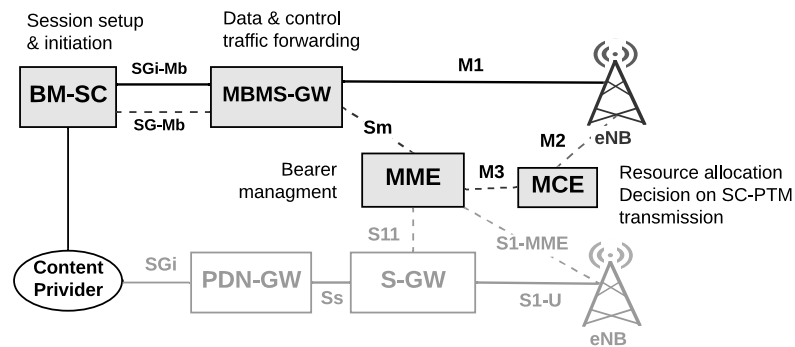 Session setup
& initiation
Data & control
traffic forwarding
BM-SC
SGi-Mb
SG-Mb
MBMS-GW
M1
eNB
Sm
M2
Bearer
managment
MME
M3
MCE
Resource allocation
Decision on SC-PTM
transmission
S11
S1-MME
Content
Provider
SGi
PDN-GW
Ss
S-GW
S1-U
eNB